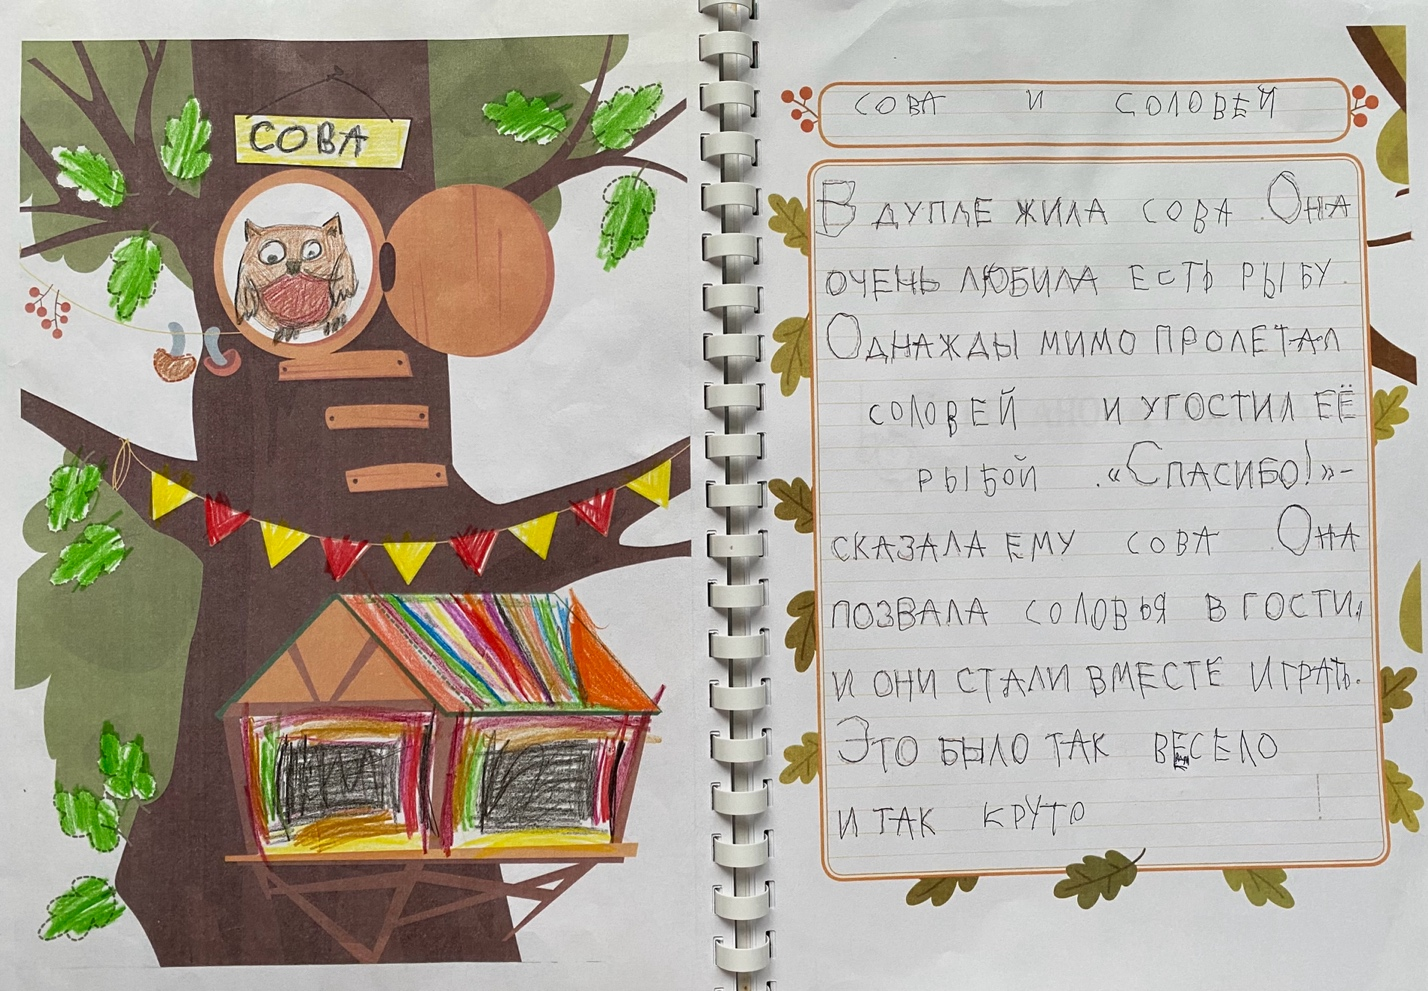 СОВА
СОВА И СОЛОВЕЙ
В ДУПЛЕ ЖИЛА СОВА. ОНА
ОЧЕНЬ ЛЮБИЛА ЕСТЬ РЫБУ.
ОДНАЖДЫ МИМО ПРОЛЕТАЛ
СОЛОВЕЙ И УГОСТИЛ ЕЁ
РЫБОЙ. «СПАСИБО!»-
СКАЗАЛА ЕМУ СОВА. ОНА
ПОЗВАЛА СОЛОВЬЯ В ГОСТИ,
И ОНИ СТАЛИ ВМЕСТЕ ИГРАТЬ.
ЭТО БЫЛО ТАК ВЕСЕЛО
И ТАК КРУТО